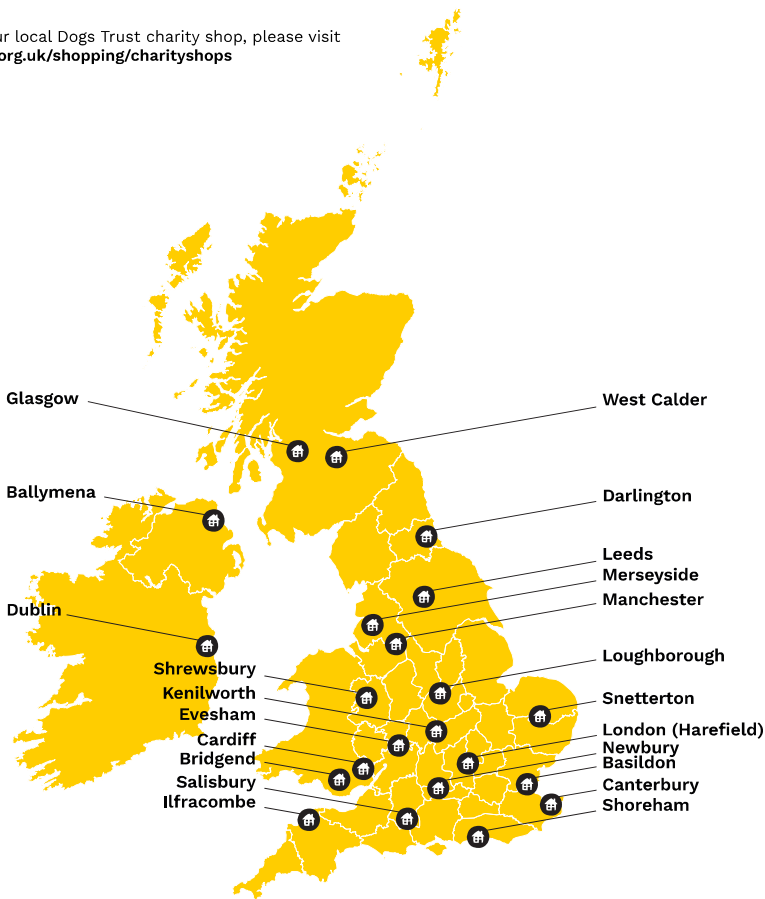 ur local Dogs Trust charity shop, please visit
org.uk/shopping/charityshops
Glasgow
West Calder
Ballymena
Darlington
Leeds
Merseyside
Manchester
Dublin
Loughborough
Shrewsbury
Kenilworth
Snetterton
Evesham
London (Harefield)
Cardiff
Newbury
Bridgend
Basildon
Salisbury
Canterbury
Ilfracombe
Shoreham